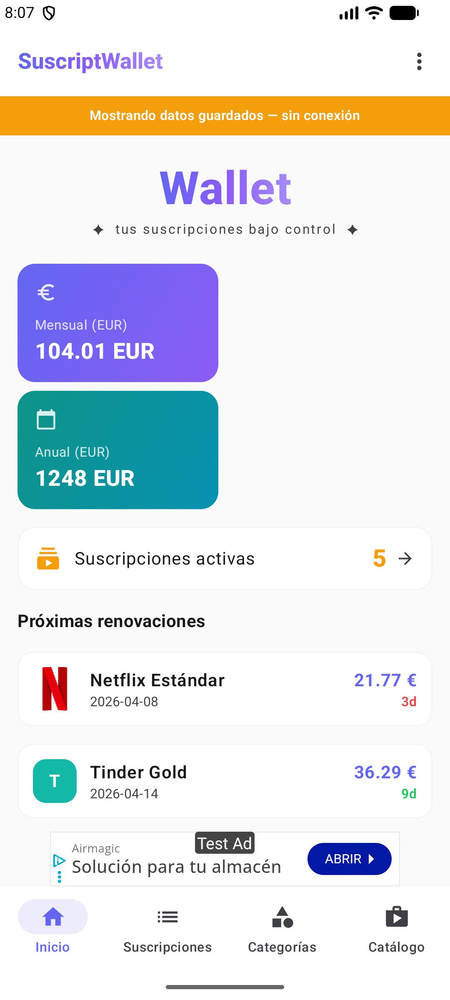 8:07
SuscriptWallet
Mostrando datos guardados — sin conexión
Wallet
✦ tus suscripciones bajo control ✦
€
Mensual (EUR)
104.01 EUR
Anual (EUR)
1248 EUR
Suscripciones activas 5 →
Próximas renovaciones
Netflix Estándar 21.77 €
2026-04-08 3d
T
Tinder Gold 36.29 €
2026-04-14 9d
Test Ad
Airmagic
Solución para tu almacén
ABRIR
Inicio Suscripciones Categorías Catálogo